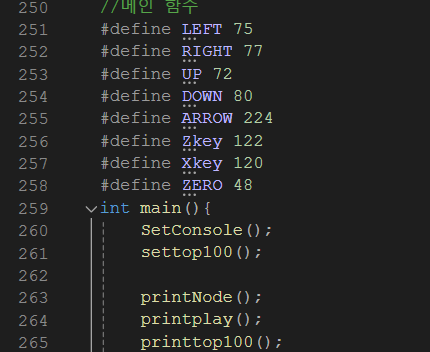 250 //메인 함수
251 #define LEFT 75
252 #define RIGHT 77
253 #define UP 72
254 #define DOWN 80
255 #define ARROW 224
256 #define Zkey 122
257 #define Xkey 120
258 #define ZERO 48
259 int main(){
260 SetConsole();
261 settop100();
262
263 printNode();
264 printplay();
265 printtop100();